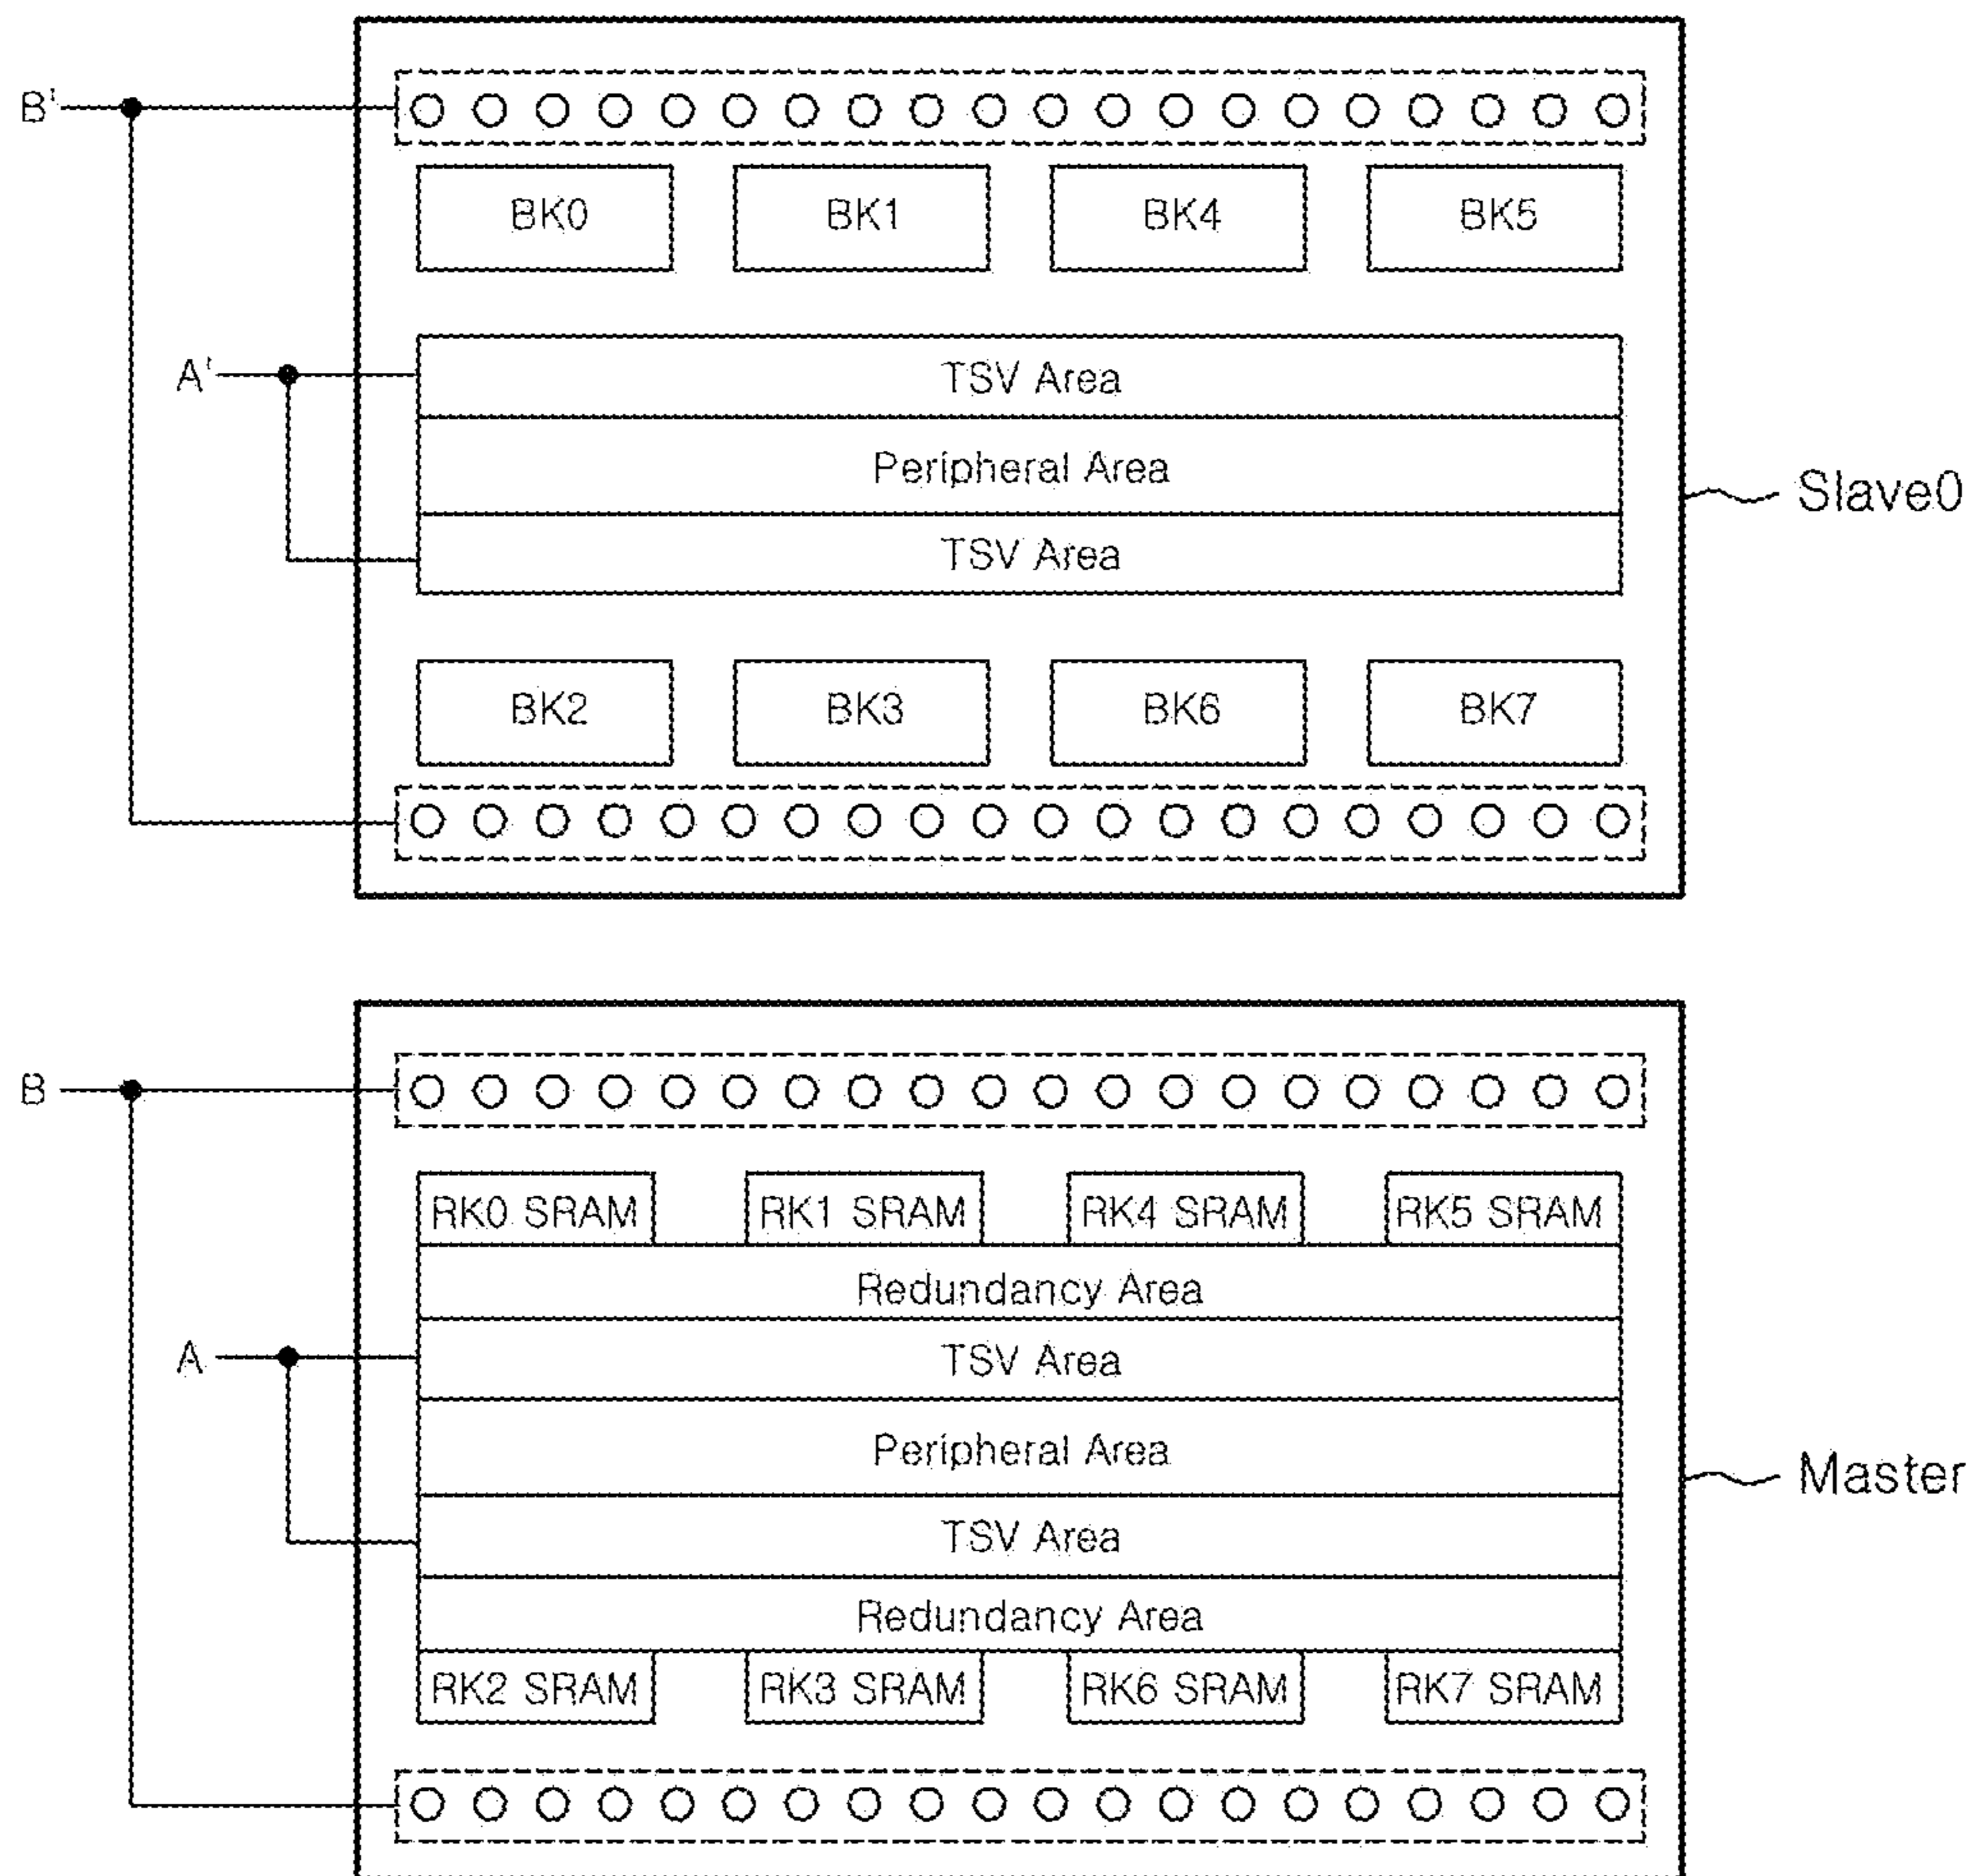 B'
BK0 BK1 BK4 BK5
A'
TSV Area
Peripheral Area
Slave0
TSV Area
BK2 BK3 BK6 BK7
B
RK0 SRAM RK1 SRAM RK4 SRAM RK5 SRAM
Redundancy Area
A
TSV Area
Peripheral Area
Master
TSV Area
Redundancy Area
RK2 SRAM RK3 SRAM RK6 SRAM RK7 SRAM